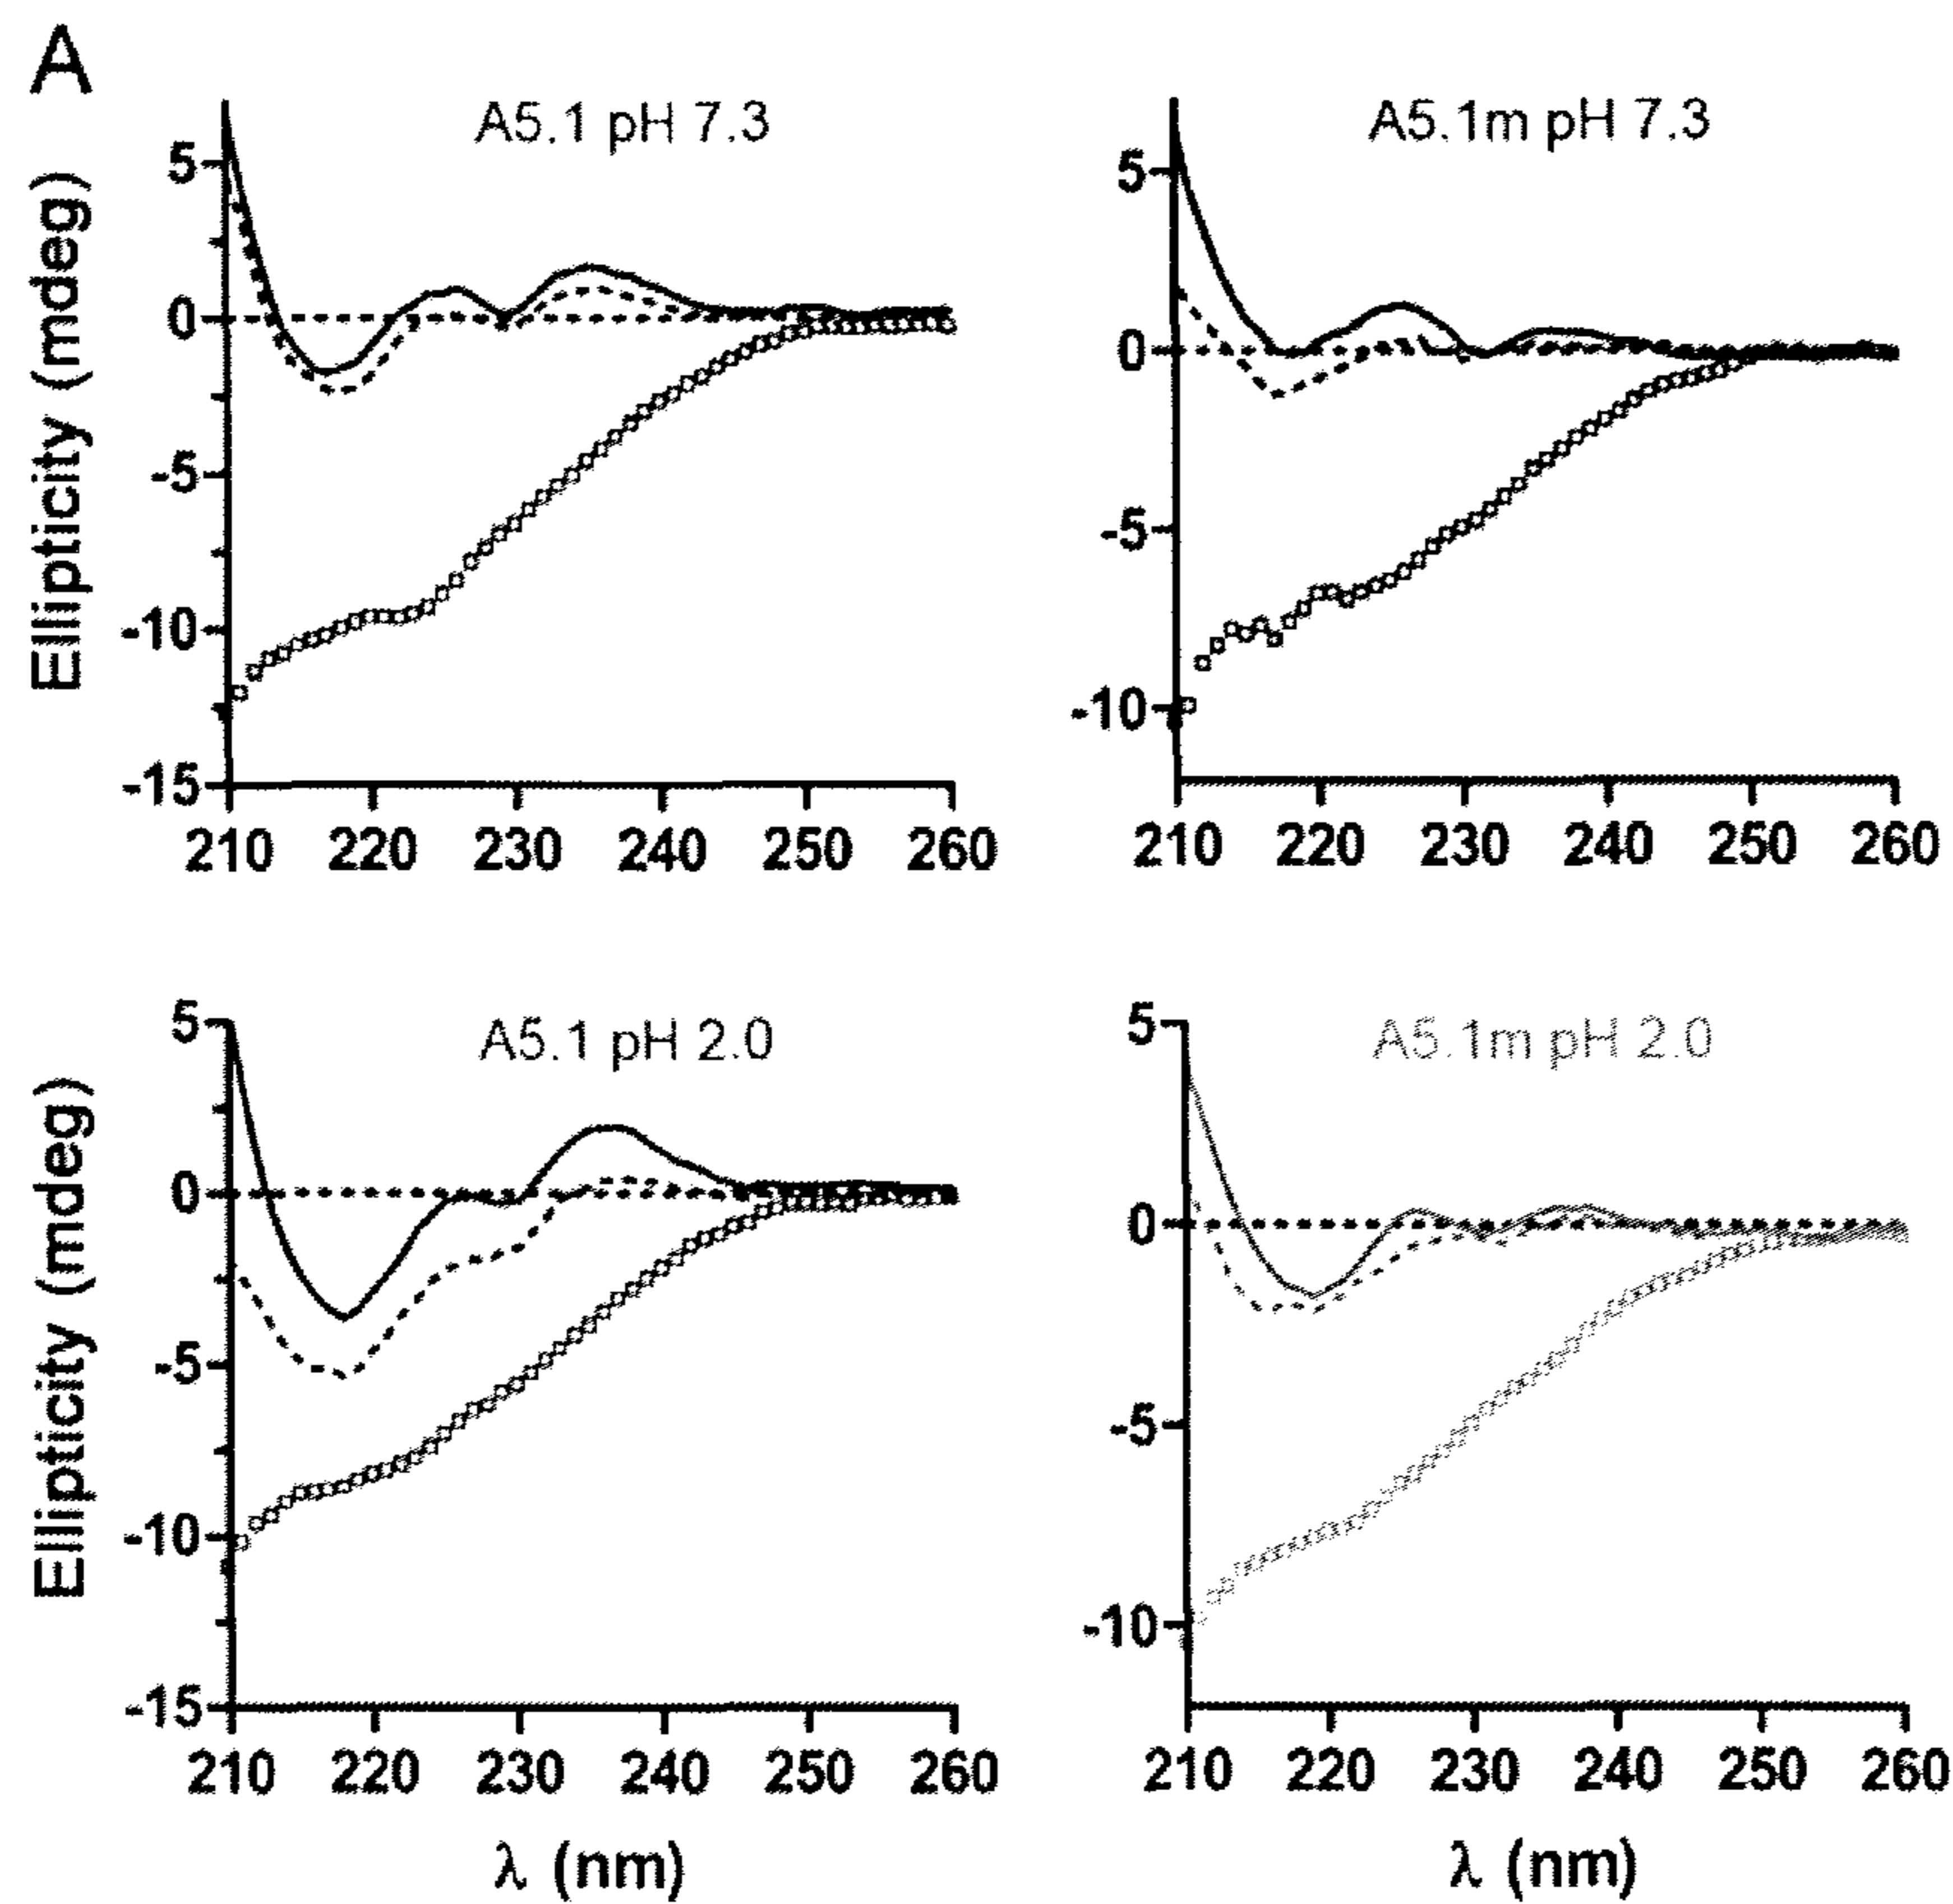 A
A5.1 pH 7.3
Ellipticity (mdeg)
5
0
-5
-10
-15
210 220 230 240 250 260
A5.1m pH 7.3
5
0
-5
-10
210 220 230 240 250 260
A5.1 pH 2.0
Ellipticity (mdeg)
5
0
-5
-10
-15
210 220 230 240 250 260
λ (nm)
A5.1m pH 2.0
5
0
-5
-10
210 220 230 240 250 260
λ (nm)